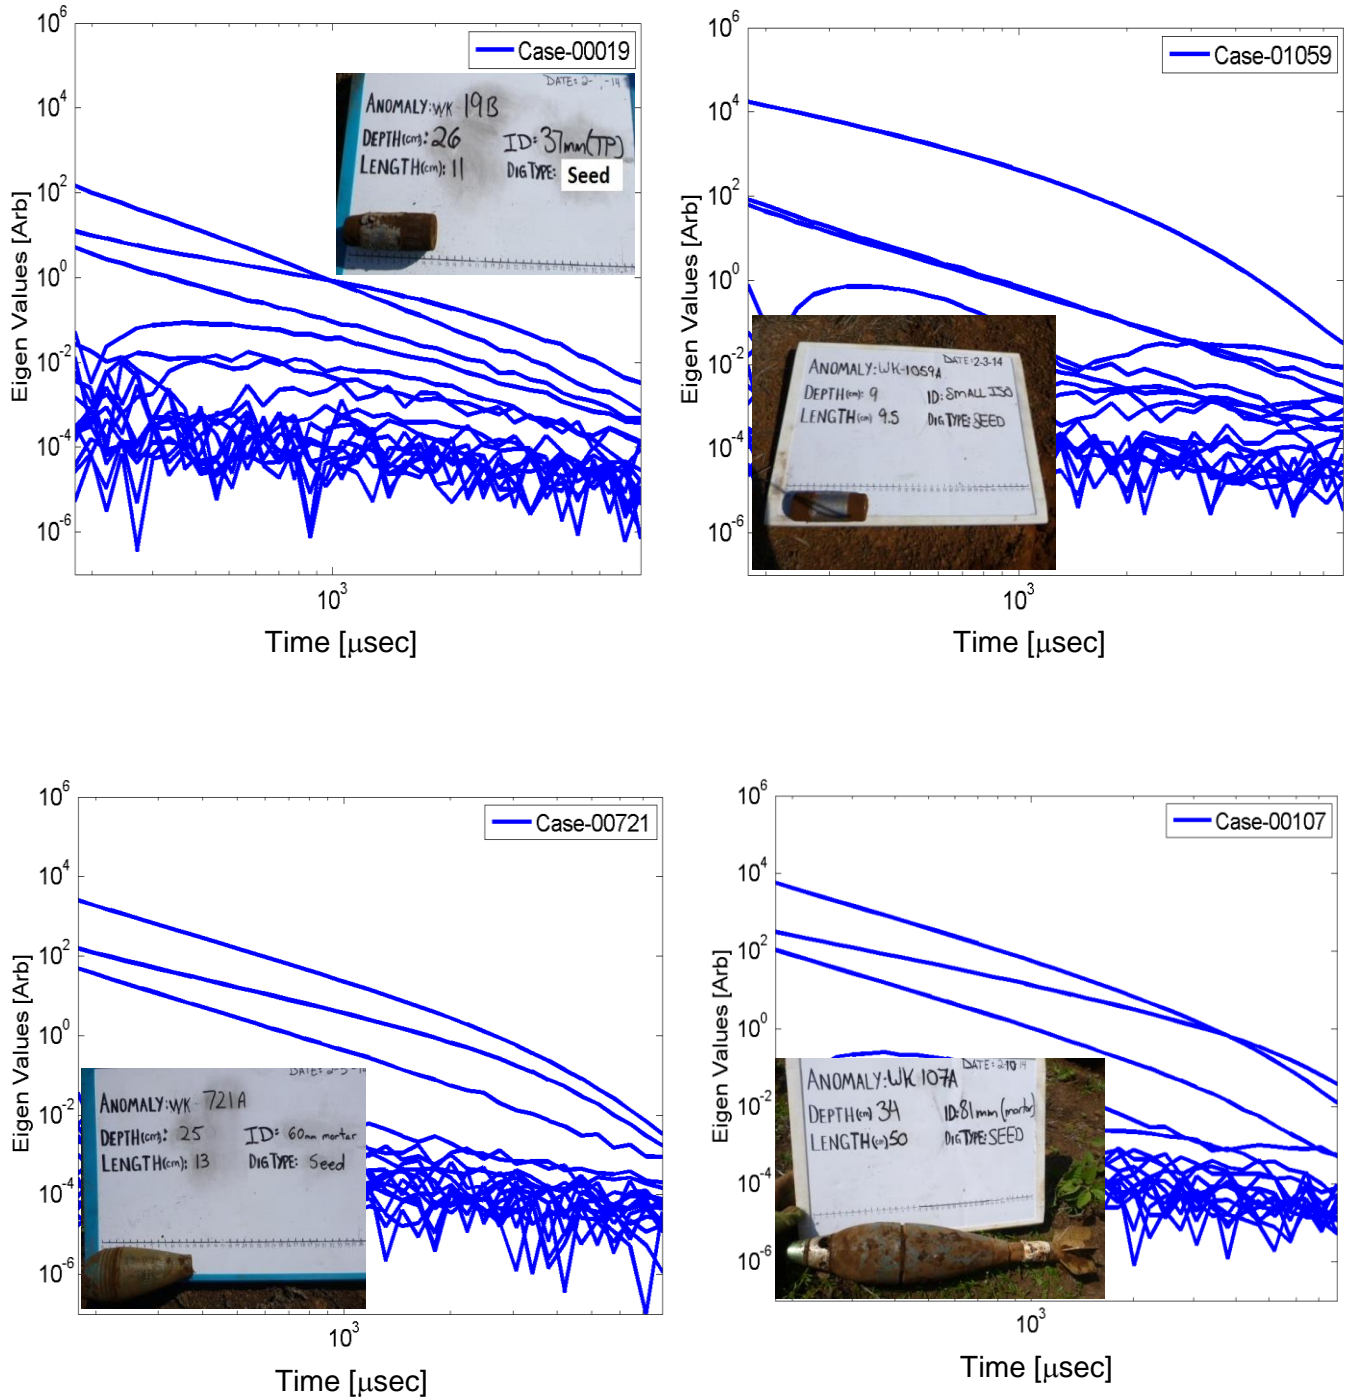 Case-00019
10^6
10^4
10^2
10^0
10^-2
10^-4
10^-6
Eigen Values [Arb]
10^3
Time [μsec]
ANOMALY: WK 19B
DEPTH(cm): 26 ID: 37mm(TP)
LENGTH(cm): 11 DIG TYPE: Seed
Case-01059
10^6
10^4
10^2
10^0
10^-2
10^-4
10^-6
Eigen Values [Arb]
10^3
Time [μsec]
DATE: 2-3-14
ANOMALY: WK-1059A
DEPTH(cm): 9 ID: SMALL ISO
LENGTH(cm) 9.5 DIG TYPE: SEED
Case-00721
10^6
10^4
10^2
10^0
10^-2
10^-4
10^-6
Eigen Values [Arb]
10^3
Time [μsec]
ANOMALY: WK 721A
DEPTH(cm): 25 ID: 60mm mortar
LENGTH(cm): 13 DIG TYPE: Seed
Case-00107
10^6
10^4
10^2
10^0
10^-2
10^-4
10^-6
Eigen Values [Arb]
10^3
Time [μsec]
DATE: 2-10-14
ANOMALY: WK 107A
DEPTH(cm) 34 ID: 81mm (mortar)
LENGTH(cm) 50 DIG TYPE: SEED